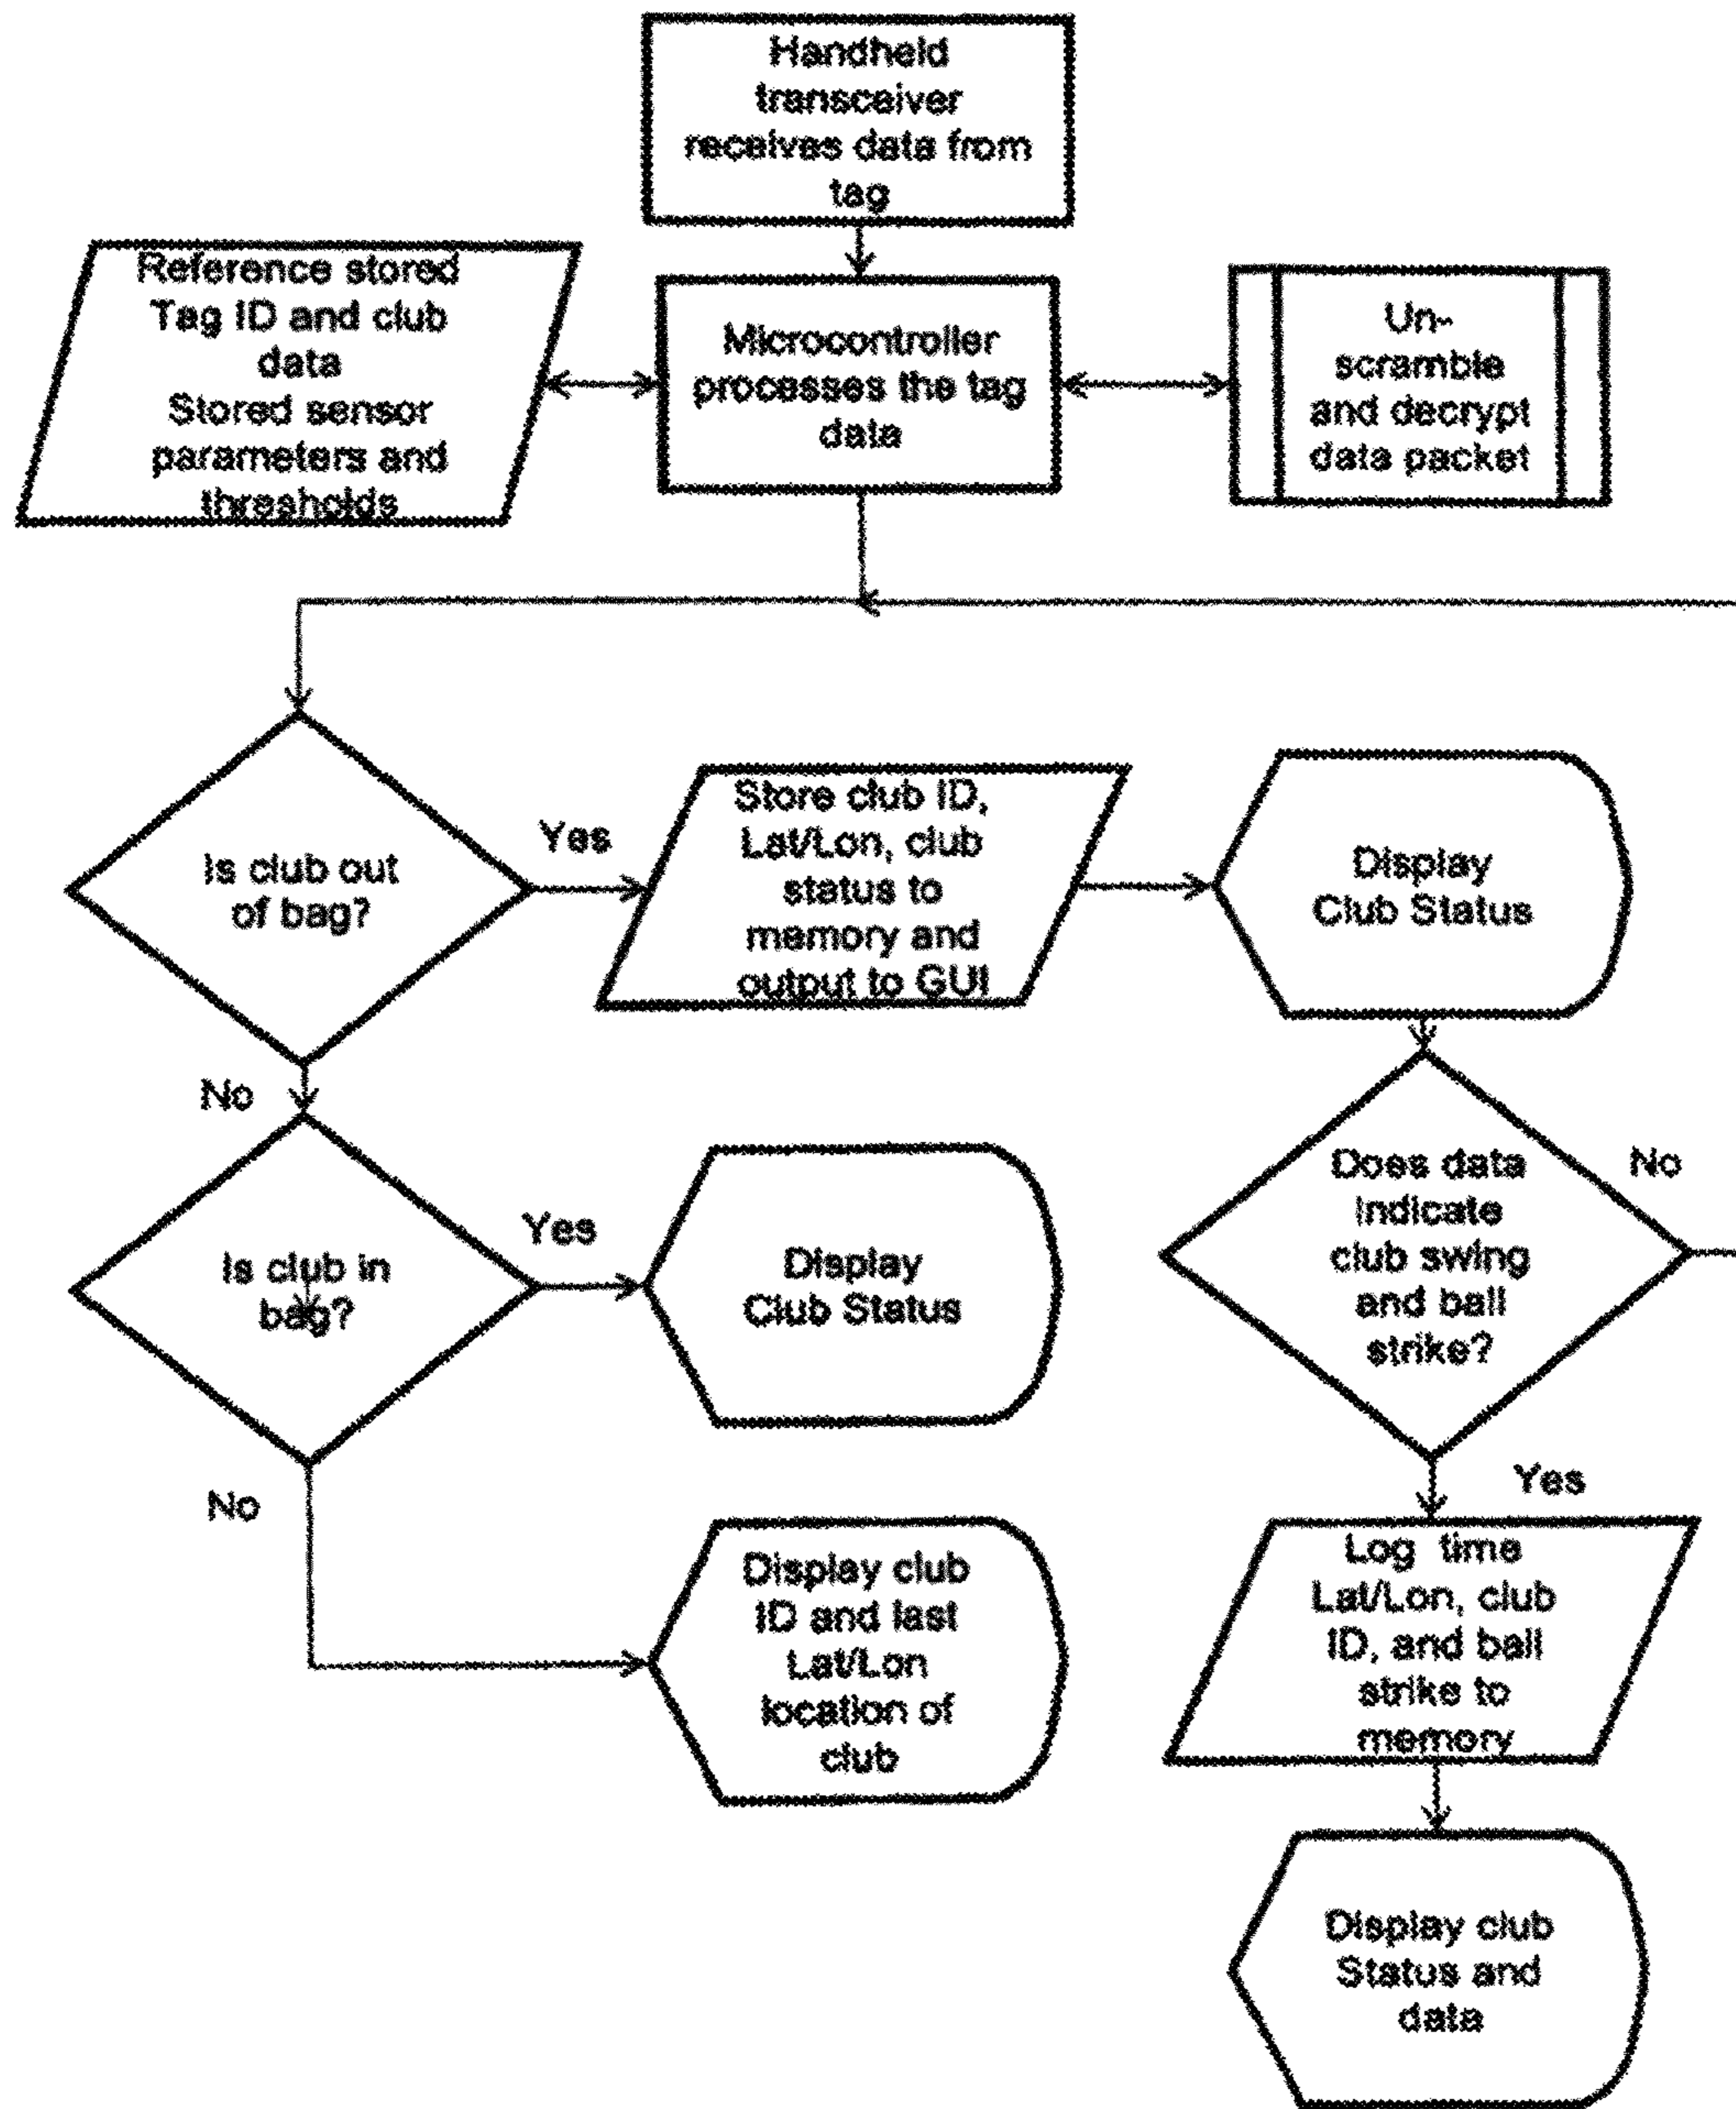 Handheld
transceiver
receives data from
tag
Reference stored
Tag ID and club
data
Stored sensor
parameters and
thresholds
Microcontroller
processes the tag
data
Un-
scramble
and decrypt
data packet
Is club out
of bag?
Yes
Store club ID,
Lat/Lon, club
status to
memory and
output to GUI
Display
Club Status
No
Is club in
bag?
Yes
Display
Club Status
Does data
indicate
club swing
and ball
strike?
No
No
Display club
ID and last
Lat/Lon
location of
club
Yes
Log time
Lat/Lon, club
ID, and ball
strike to
memory
Display club
Status and
data